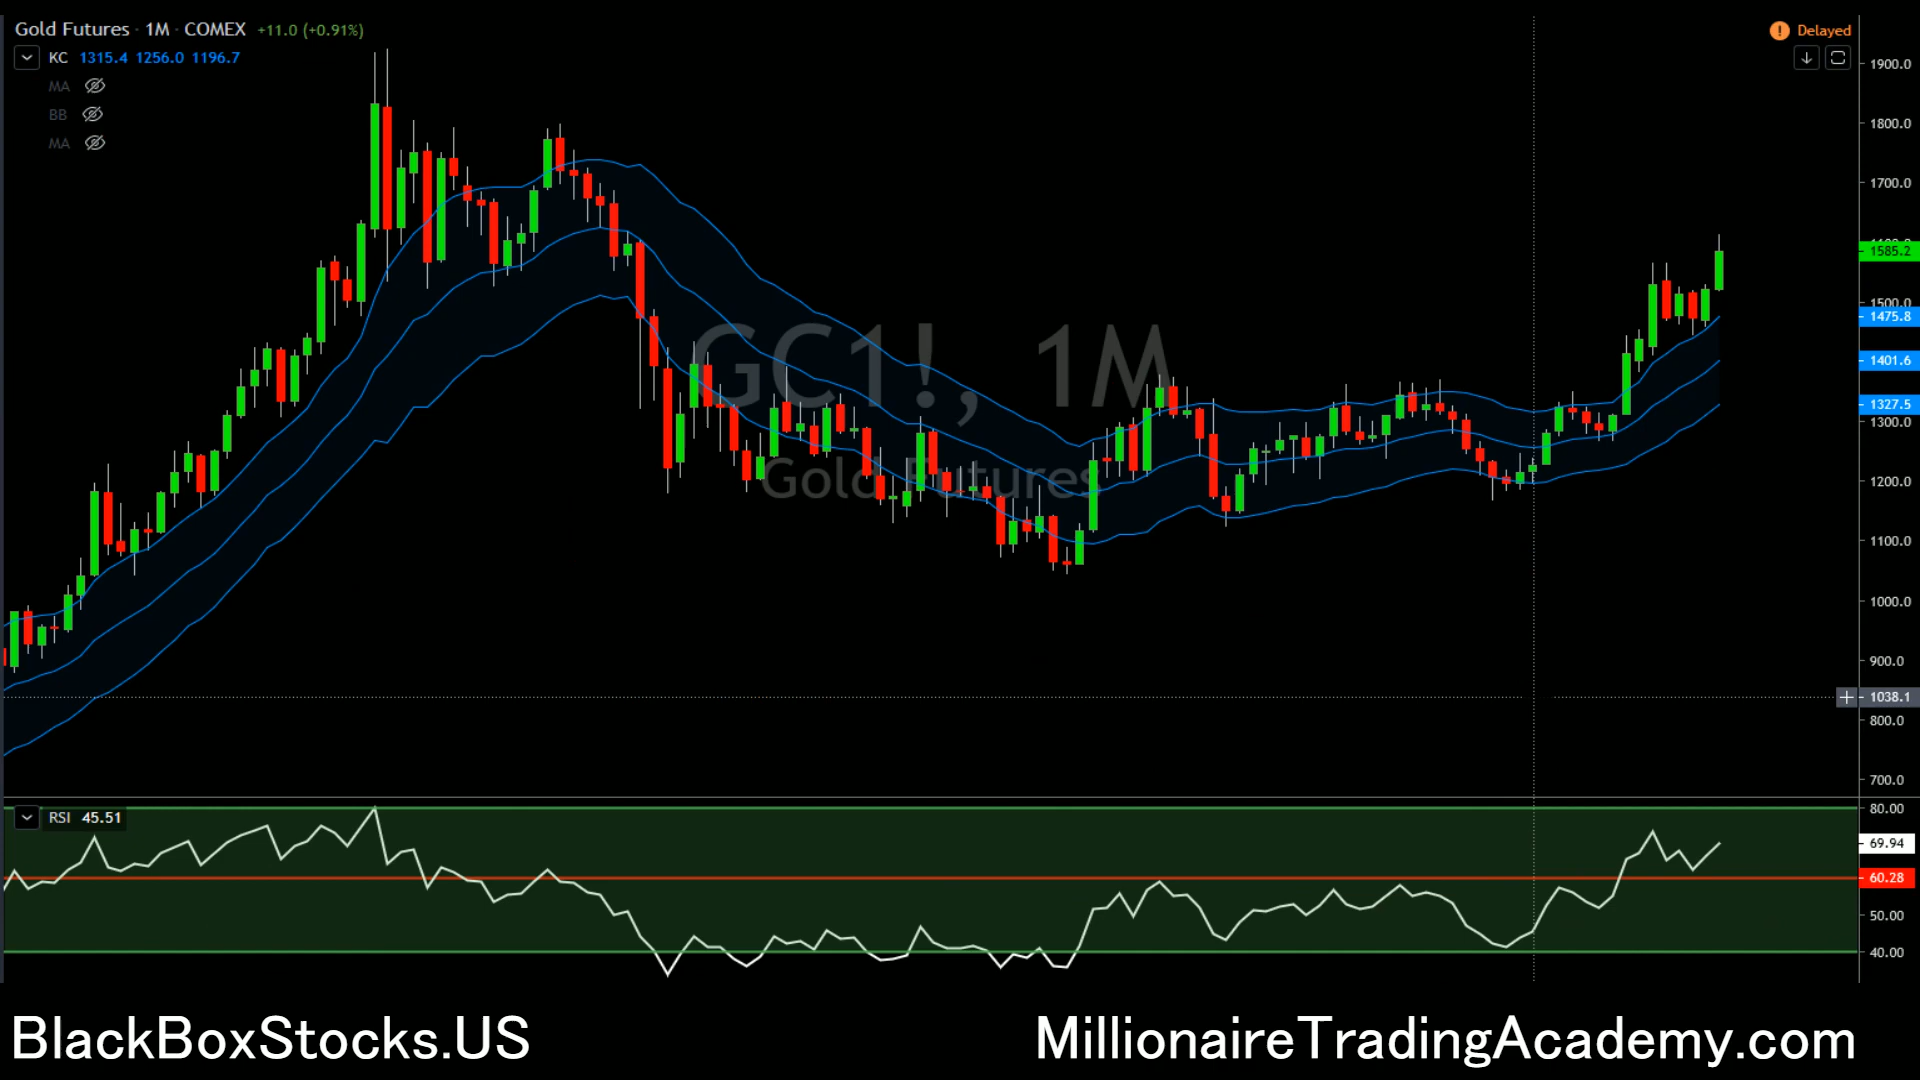 Gold Futures · 1M · COMEX +11.0 (+0.91%)
Delayed
KC 1315.4 1256.0 1196.7
MA
BB
MA
1900.0
1800.0
1700.0
1585.2
1500.0
1475.8
1401.6
1327.5
1300.0
1200.0
1100.0
1000.0
900.0
1038.1
800.0
700.0
GC1!, 1M
Gold Futures
RSI 45.51
80.00
69.94
60.28
50.00
40.00
BlackBoxStocks.US
MillionaireTradingAcademy.com